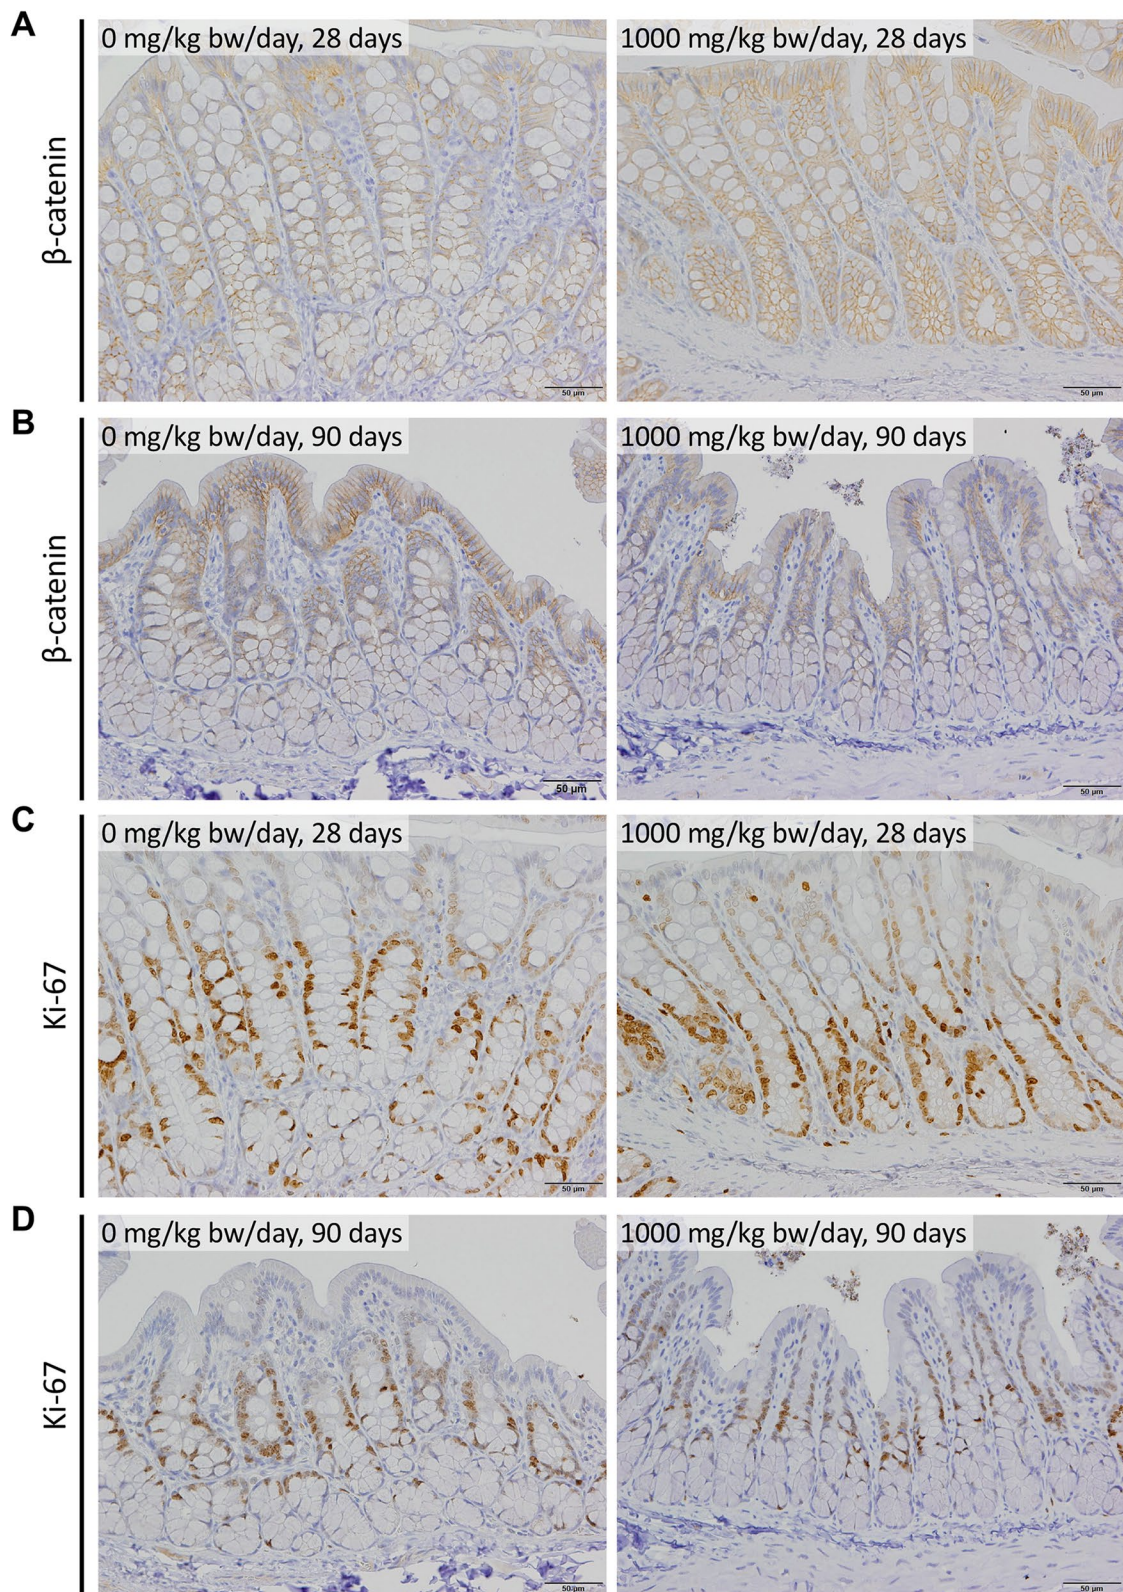 A
β-catenin
0 mg/kg bw/day, 28 days
50 µm
1000 mg/kg bw/day, 28 days
50 µm
B
β-catenin
0 mg/kg bw/day, 90 days
50 µm
1000 mg/kg bw/day, 90 days
50 µm
C
Ki-67
0 mg/kg bw/day, 28 days
50 µm
1000 mg/kg bw/day, 28 days
50 µm
D
Ki-67
0 mg/kg bw/day, 90 days
50 µm
1000 mg/kg bw/day, 90 days
50 µm